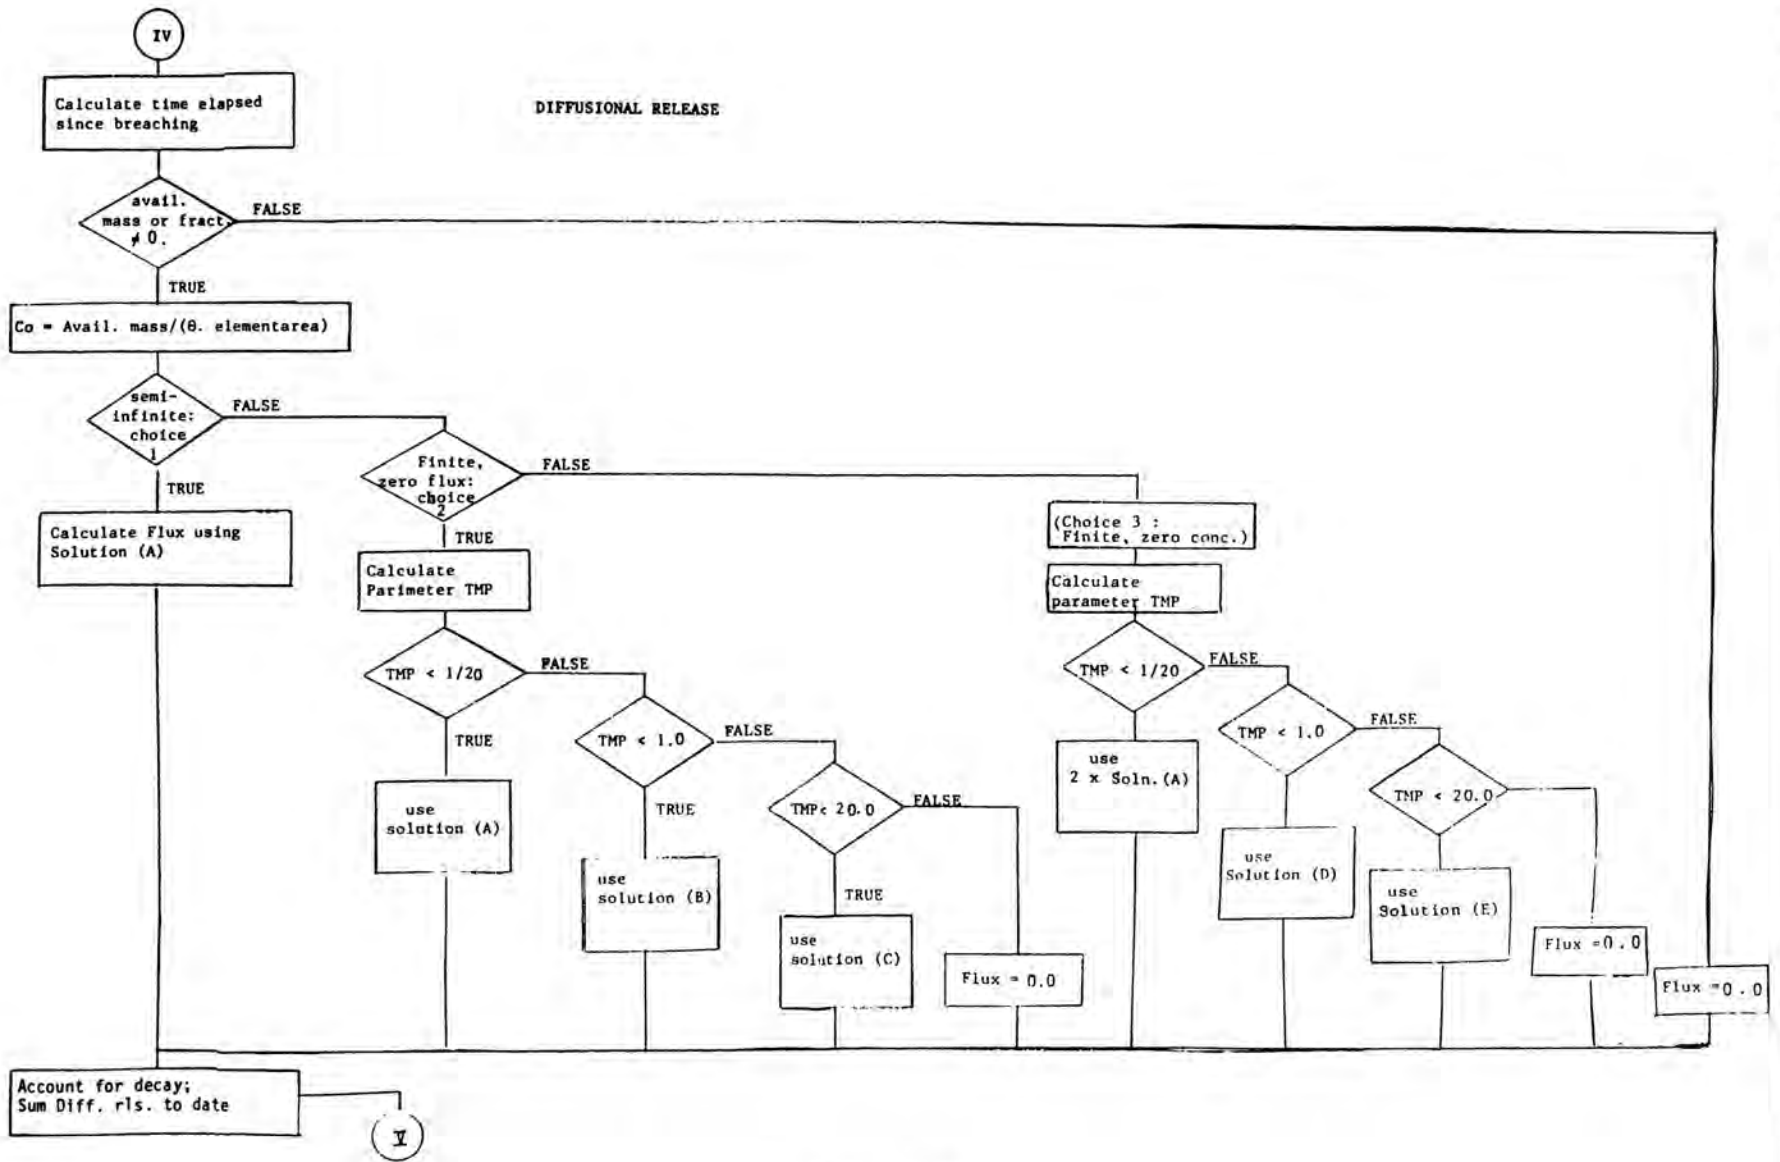 IV
Calculate time elapsed
since breaching
DIFFUSIONAL RELEASE
avail.
mass or fract.
≠ 0.
FALSE
TRUE
Co = Avail. mass/(θ. elementarea)
semi-
infinite:
choice
1
FALSE
TRUE
Calculate Flux using
Solution (A)
Finite,
zero flux:
choice
2
FALSE
TRUE
Calculate
Parimeter TMP
(Choice 3 :
Finite, zero conc.)
Calculate
parameter TMP
TMP < 1/20
FALSE
TRUE
use
solution (A)
TMP < 1.0
FALSE
TRUE
use
solution (B)
TMP< 20.0
FALSE
TRUE
use
solution (C)
Flux = 0.0
TMP < 1/20
FALSE
use
2 x Soln.(A)
TMP < 1.0
FALSE
use
Solution (D)
TMP < 20.0
use
Solution (E)
Flux =0.0
Flux =0.0
Account for decay;
Sum Diff. rls. to date
V